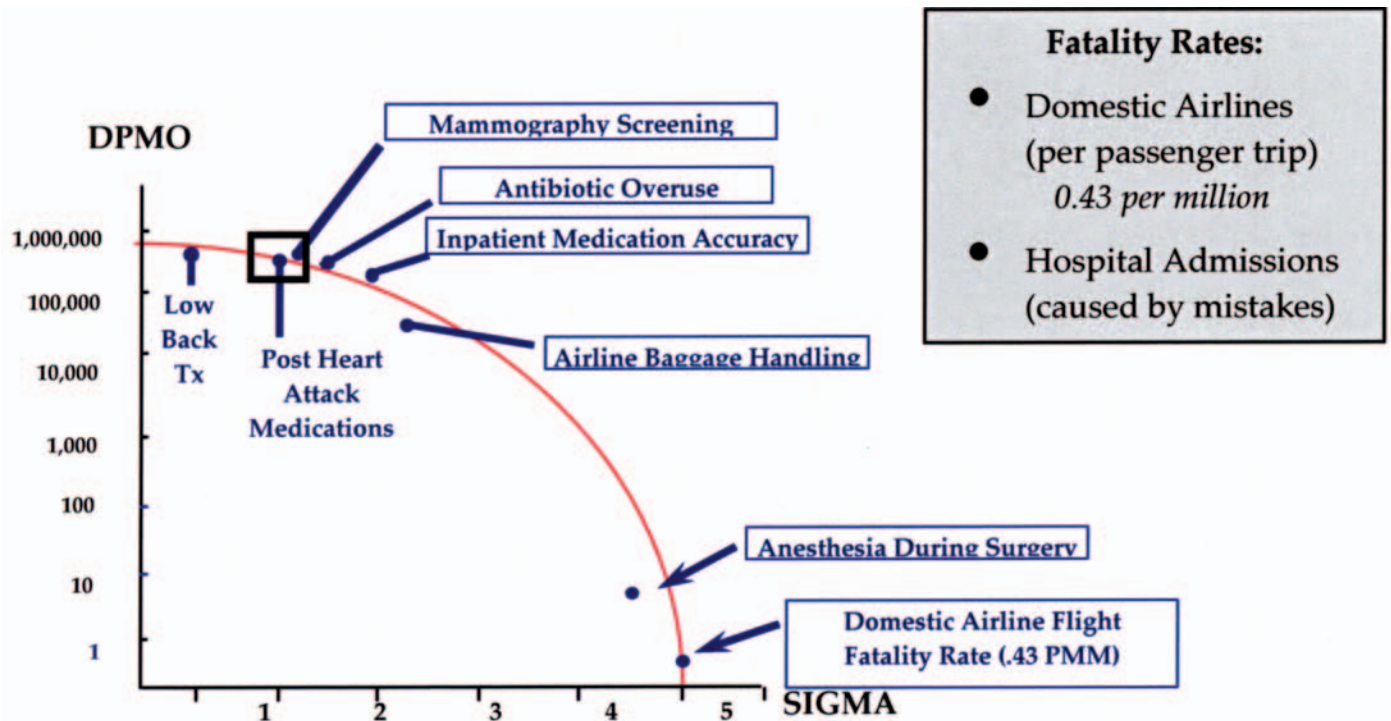 Fatality Rates:
● Domestic Airlines
(per passenger trip)
0.43 per million
● Hospital Admissions
(caused by mistakes)
DPMO
Mammography Screening
Antibiotic Overuse
Inpatient Medication Accuracy
1,000,000
100,000
10,000
1,000
100
10
1
Low
Back
Tx
Post Heart
Attack
Medications
Airline Baggage Handling
Anesthesia During Surgery
Domestic Airline Flight
Fatality Rate (.43 PMM)
1 2 3 4 5 SIGMA